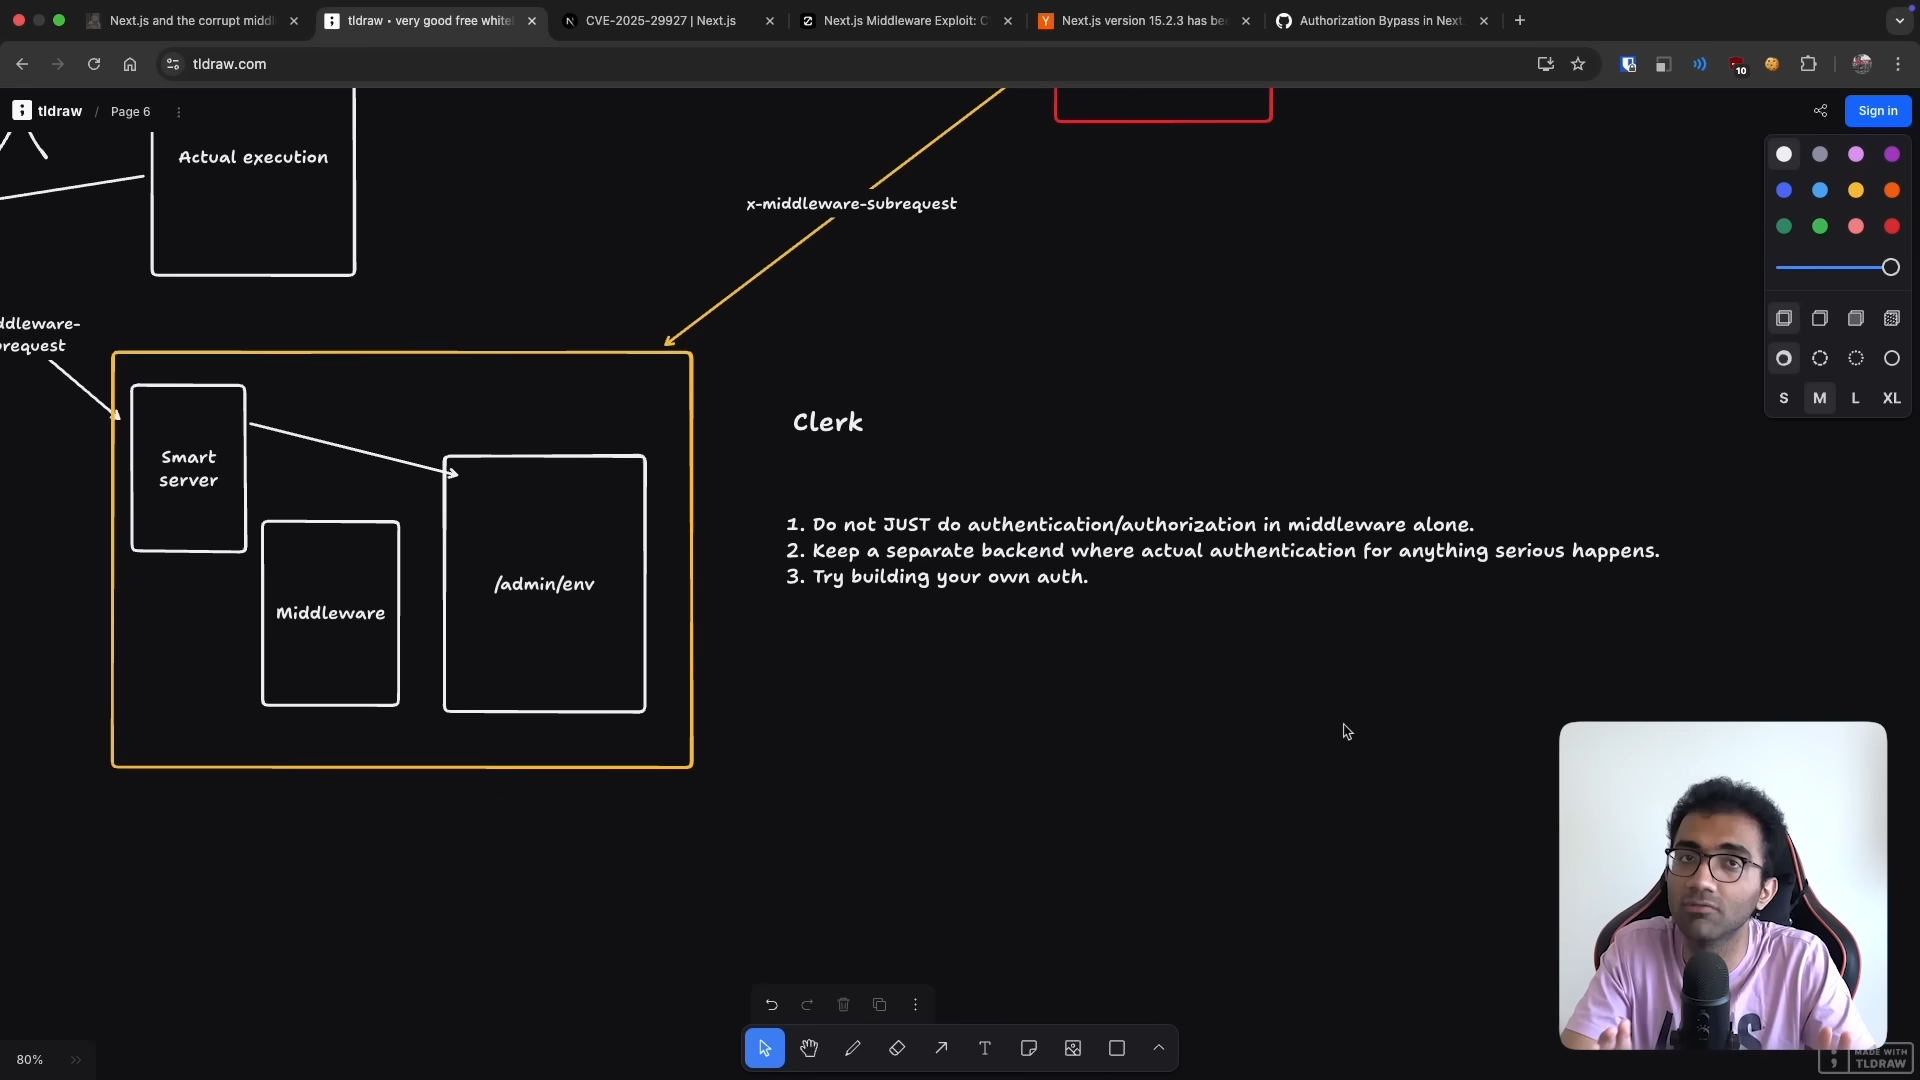 Next.js and the corrupt middl
tldraw • very good free whitel
CVE-2025-29927 | Next.js
Next.js Middleware Exploit: C
Next.js version 15.2.3 has be
Authorization Bypass in Next
tldraw.com
10
tldraw / Page 6
Sign in
Actual execution
x-middleware-subrequest
ddleware-
request
Smart
server
Middleware
/admin/env
Clerk
1. Do not JUST do authentication/authorization in middleware alone.
2. Keep a separate backend where actual authentication for anything serious happens.
3. Try building your own auth.
S M L XL
80%
MADE WITH
TLDRAW